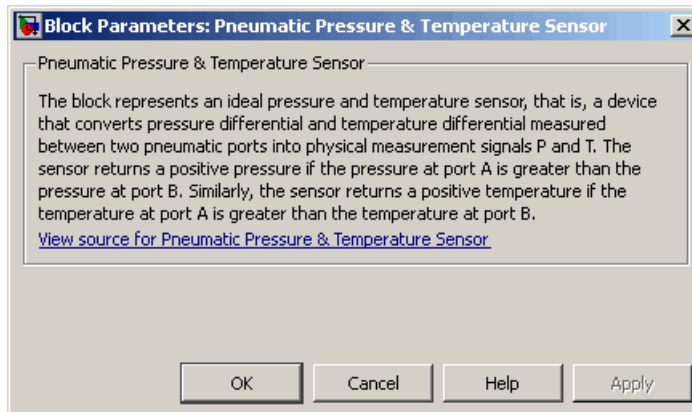 Block Parameters: Pneumatic Pressure & Temperature Sensor
Pneumatic Pressure & Temperature Sensor
The block represents an ideal pressure and temperature sensor, that is, a device
that converts pressure differential and temperature differential measured
between two pneumatic ports into physical measurement signals P and T. The
sensor returns a positive pressure if the pressure at port A is greater than the
pressure at port B. Similarly, the sensor returns a positive temperature if the
temperature at port A is greater than the temperature at port B.
View source for Pneumatic Pressure & Temperature Sensor
OK Cancel Help Apply